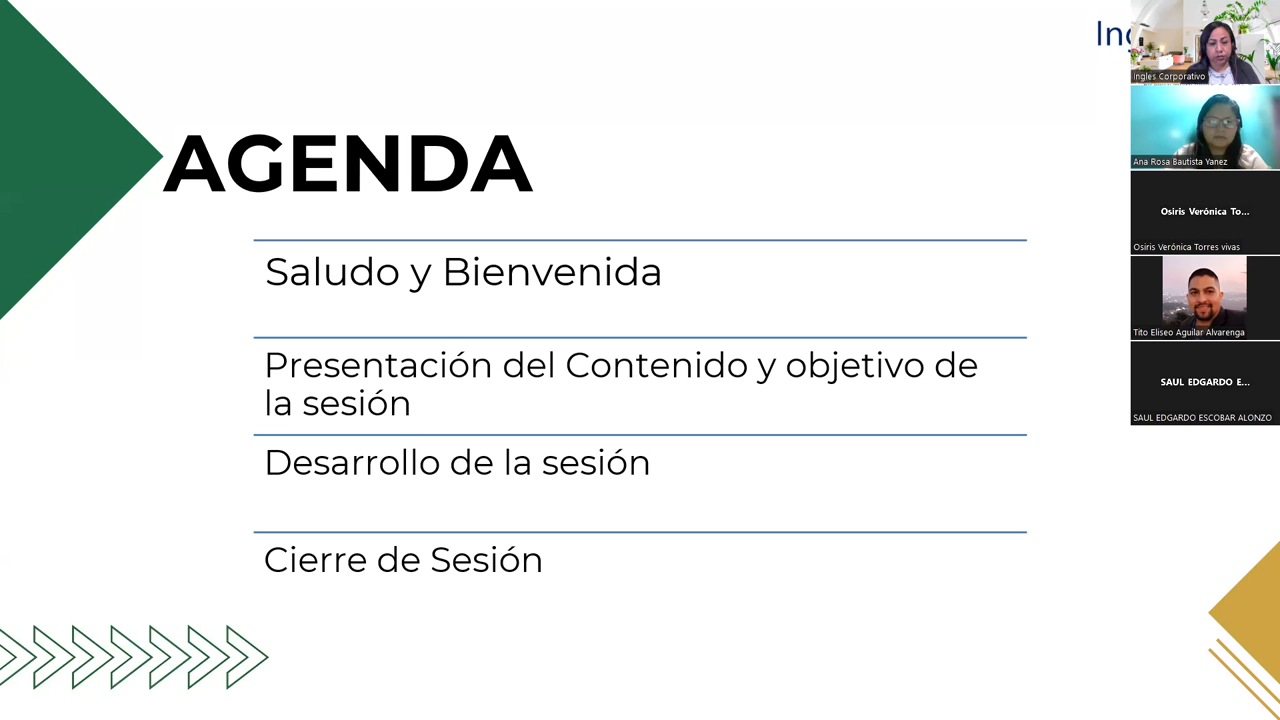 AGENDA
Saludo y Bienvenida
Presentación del Contenido y objetivo de
la sesión
Desarrollo de la sesión
Cierre de Sesión
Ingles Corporativo
Ana Rosa Bautista Yanez
Osiris Verónica To...
Osiris Verónica Torres vivas
Tito Eliseo Aguilar Alvarenga
SAUL EDGARDO E...
SAUL EDGARDO ESCOBAR ALONZO